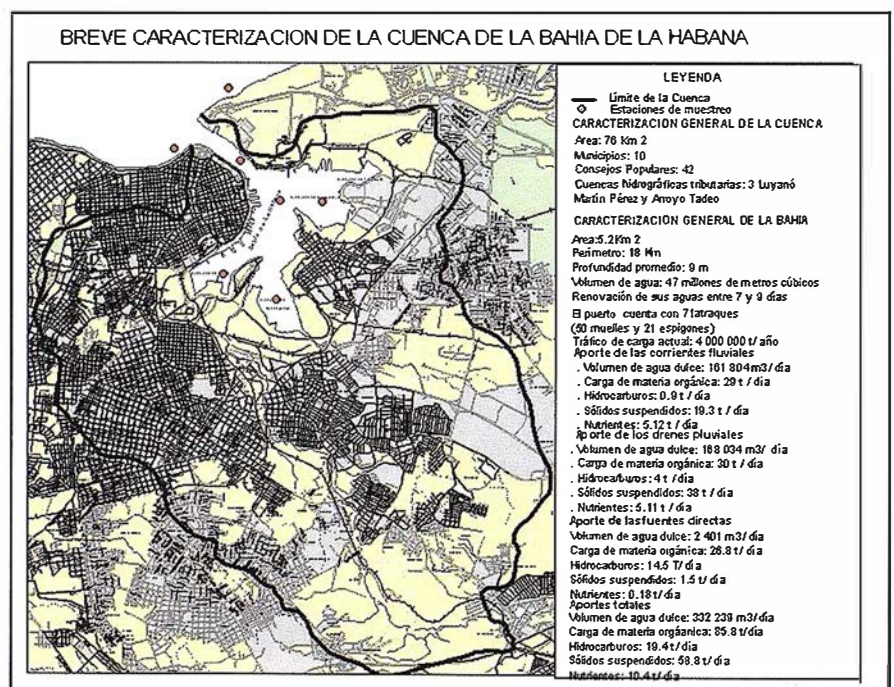 BREVE CARACTERIZACION DE LA CUENCA DE LA BAHIA DE LA HABANA
LEYENDA
Límite de la Cuenca
Estaciones de muestreo
CARACTERIZACION GENERAL DE LA CUENCA
Area: 76 Km 2
Municipios: 10
Consejos Populares: 42
Cuencas hidrográficas tributarias: 3 Luyanó
Martín Pérez y Arroyo Tadeo
CARACTERIZACION GENERAL DE LA BAHIA
Area:5.2Km 2
Perímetro: 18 Km
Profundidad promedio: 9 m
Volumen de agua: 47 millones de metros cúbicos
Renovación de sus aguas entre 7 y 9 días
El puerto cuenta con 71atraques
(50 muelles y 21 espigones)
Tráfico de carga actual: 4 000 000 t/ año
Aporte de las corrientes fluviales
. Volumen de agua dulce: 161 804m3/ día
. Carga de materia orgánica: 29 t / día
. Hidrocarburos: 0.9 t / día
. Sólidos suspendidos: 19.3 t / día
. Nutrientes: 5.12 t / día
Aporte de los drenes pluviales
. Volumen de agua dulce: 168 034 m3/ día
. Carga de materia orgánica: 30 t / día
. Hidrocarburos: 4 t /día
. Sólidos suspendidos: 38 t / día
. Nutrientes: 5.11 t / día
Aporte de las fuentes directas
Volumen de agua dulce: 2 401 m3/ día
Carga de materia orgánica: 26.8 t/ día
Hidrocarburos: 14.5 T/ día
Sólidos suspendidos: 1.5 t/ día
Nutrientes: 0.18 t/ día
Aportes totales
Volumen de agua dulce: 332 239 m3/ día
Carga de materia orgáanica: 85.8 t/día
Hidrocarburos: 19.4 t/ día
Sólidos suspendidos: 58,8 t/ día
Nutrientes: 10.4 t/ día